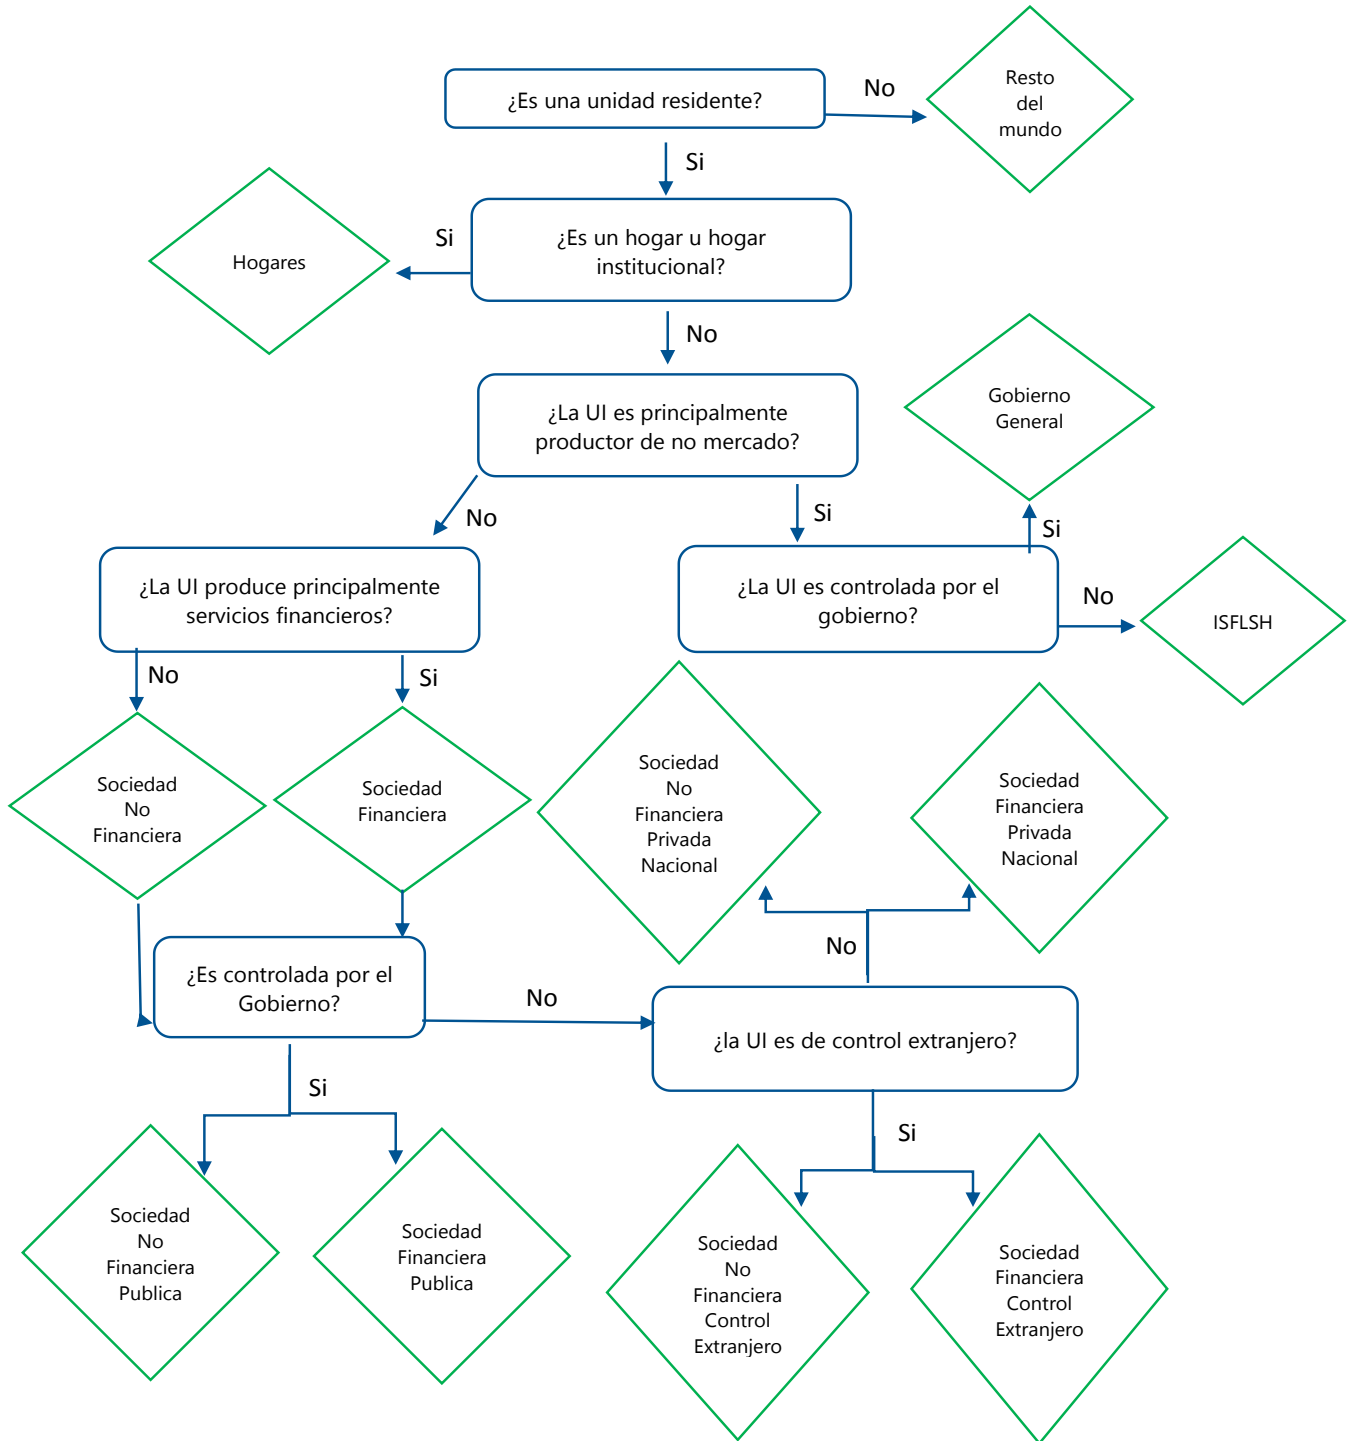 ¿Es una unidad residente?
No
Resto
del
mundo
Si
¿Es un hogar u hogar
institucional?
Si
Hogares
No
¿La UI es principalmente
productor de no mercado?
Gobierno
General
No
Si
Si
¿La UI produce principalmente
servicios financieros?
¿La UI es controlada por el
gobierno?
No
ISFLSH
No
Si
Sociedad
No
Financiera
Sociedad
Financiera
Sociedad
No
Financiera
Privada
Nacional
Sociedad
Financiera
Privada
Nacional
No
¿Es controlada por el
Gobierno?
No
¿la UI es de control extranjero?
Si
Si
Sociedad
No
Financiera
Publica
Sociedad
Financiera
Publica
Sociedad
No
Financiera
Control
Extranjero
Sociedad
Financiera
Control
Extranjero